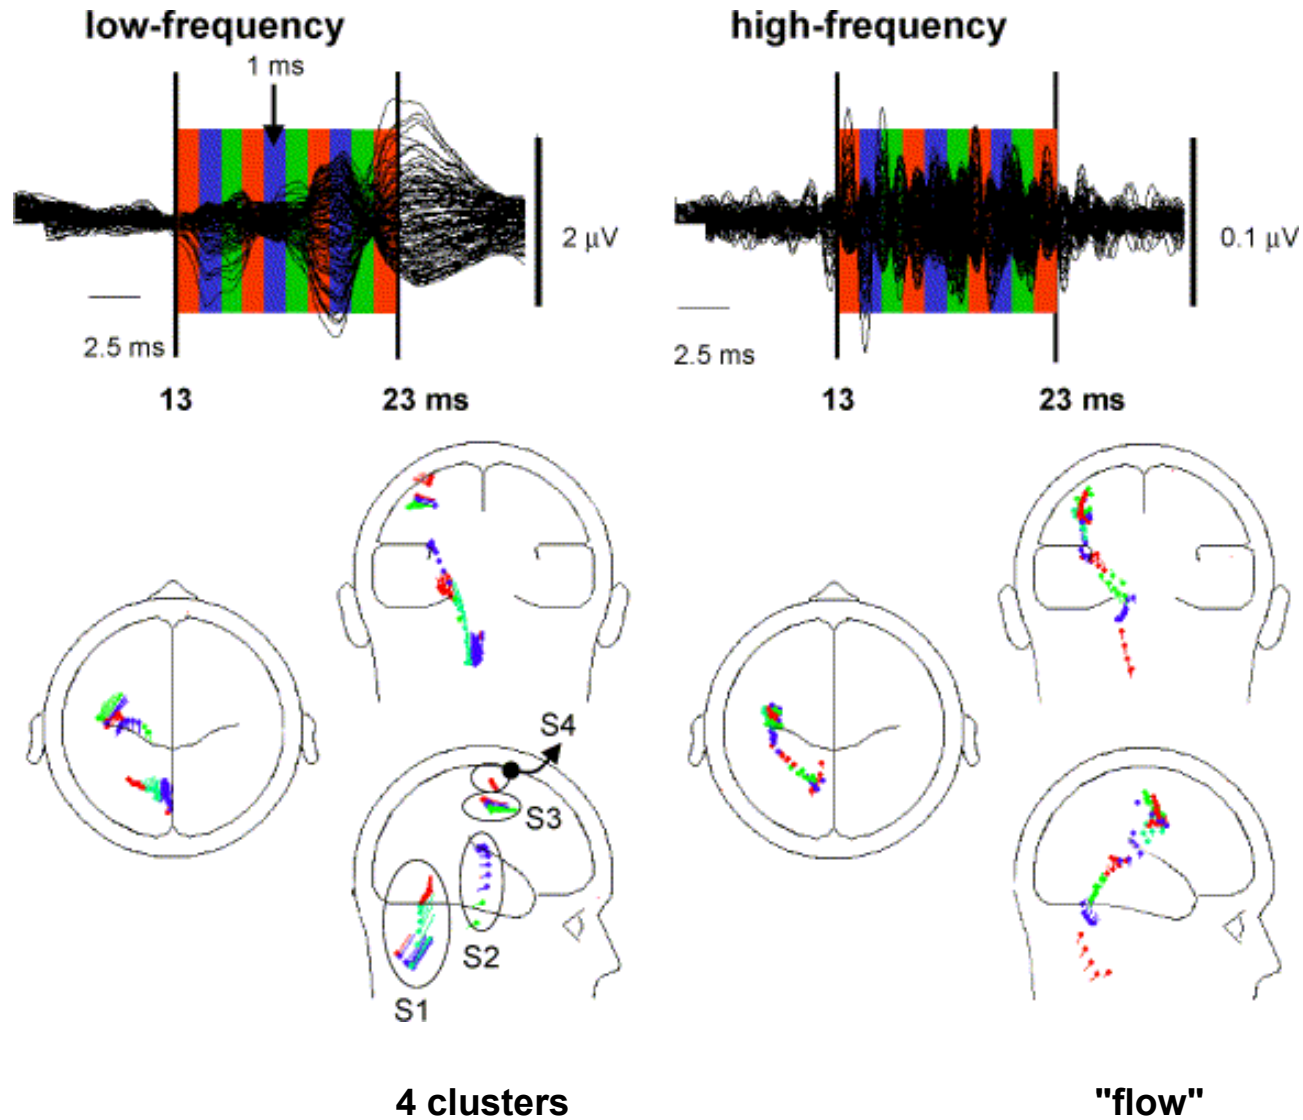 low-frequency
high-frequency
1 ms
2 μV
0.1 μV
2.5 ms
2.5 ms
13
23 ms
13
23 ms
S4
S3
S2
S1
4 clusters
"flow"